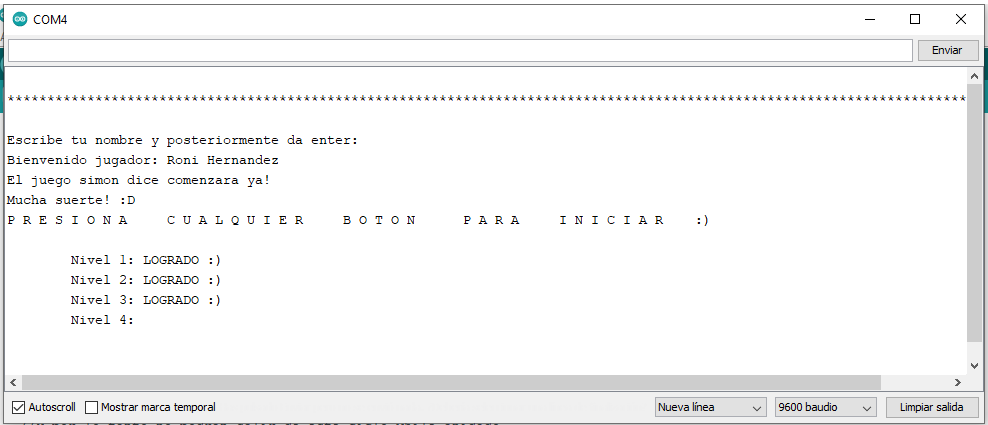 COM4
Enviar
************************************************************************************************************************
Escribe tu nombre y posteriormente da enter:
Bienvenido jugador: Roni Hernandez
El juego simon dice comenzara ya!
Mucha suerte! :D
P R E S I O N A     C U A L Q U I E R     B O T O N     P A R A     I N I C I A R    :)
Nivel 1: LOGRADO :)
Nivel 2: LOGRADO :)
Nivel 3: LOGRADO :)
Nivel 4:
Autoscroll Mostrar marca temporal Nueva línea 9600 baudio Limpiar salida